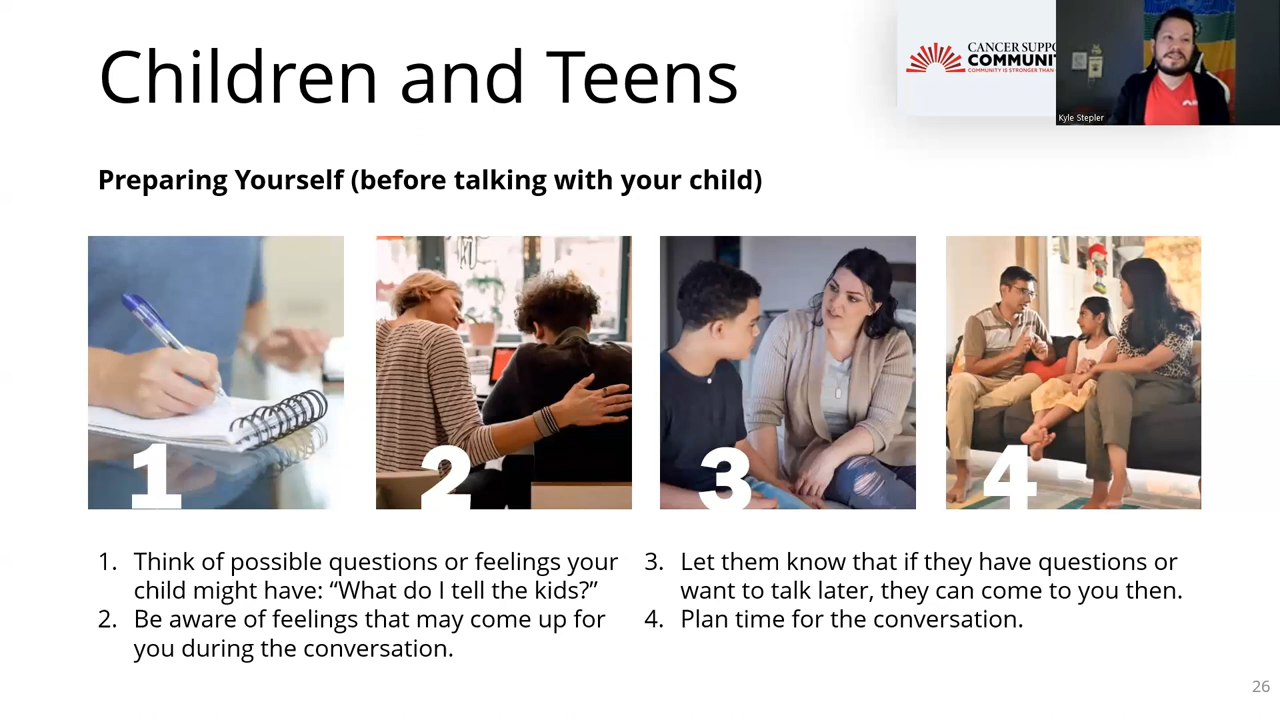 Children and Teens
CANCER SUPPO
COMMUNIT
COMMUNITY IS STRONGER THAN
Kyle Stepler
Preparing Yourself (before talking with your child)
1
2
3
4
1. Think of possible questions or feelings your
child might have: “What do I tell the kids?”
2. Be aware of feelings that may come up for
you during the conversation.
3. Let them know that if they have questions or
want to talk later, they can come to you then.
4. Plan time for the conversation.
26